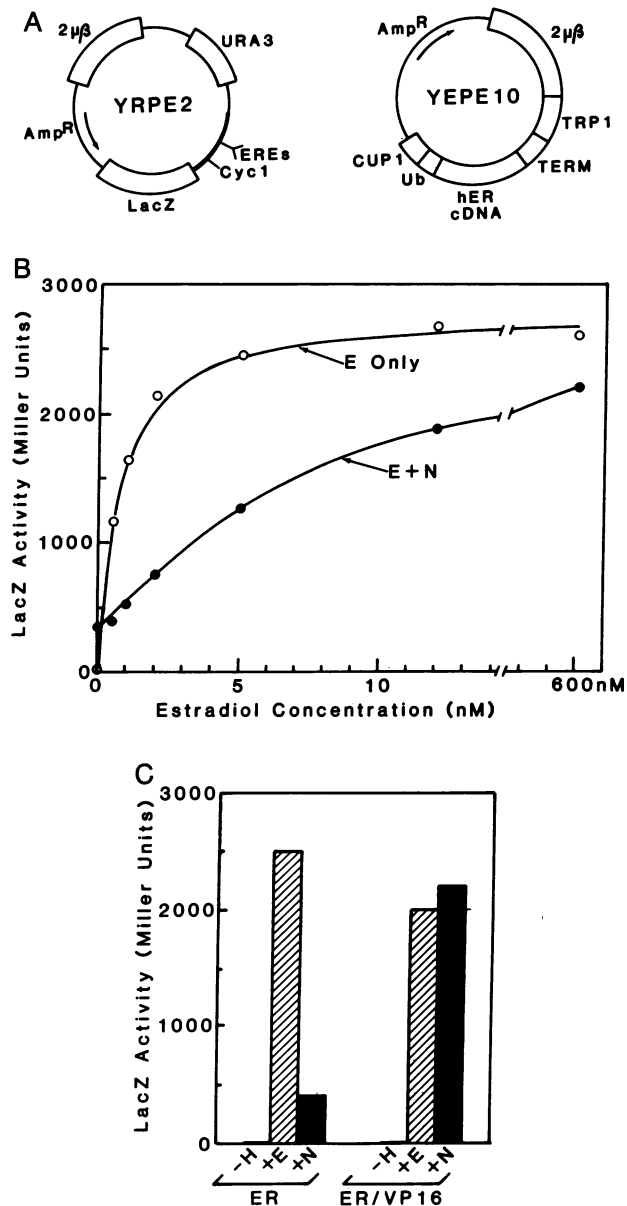 A
2μβ
URA3
YRPE2
AmpR
EREs
Cyc1
LacZ
AmpR
2μβ
YEPE10
TRP1
CUP1
Ub
TERM
hER
cDNA
B
LacZ Activity (Miller Units)
3000
2000
1000
0
E Only
E+N
0
5
10
600nM
Estradiol Concentration (nM)
C
LacZ Activity (Miller Units)
3000
2000
1000
0
-H
+E
+N
-H
+E
+N
ER
ER/VP16